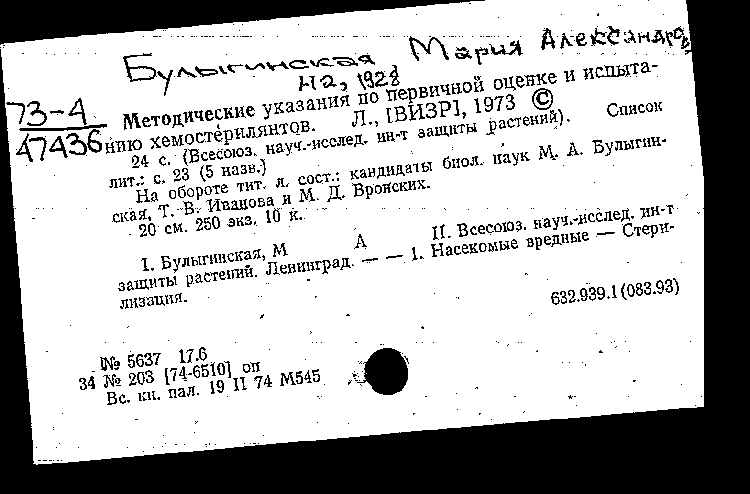 Булыгинская, Мария Александров
на, 1928
73-4
47436
Методические указания по первичной оценке и испыта-
нию хемостерилянтов. Л., [ВИЗР], 1973 ©
24 с. (Всесоюз. науч.-исслед. ин-т защиты растений). Список
лит.: с. 23 (5 назв.)
На обороте тит. л. сост.: кандидаты биол. наук М. А. Булыгин-
ская, Т. В. Иванова и М. Д. Вронских.
20 см. 250 экз. 10 к.
I. Булыгинская, М А II. Всесоюз. науч.-исслед. ин-т
защиты растений. Ленинград. — — 1. Насекомые вредные — Стери-
лизация.
632.939.1(083.93)
№ 5637 17.6
34 № 203 [74-6510] оп
Вс. кн. пал. 19 II 74 М545